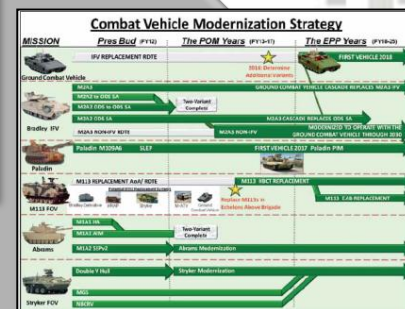 Combat Vehicle Modernization Strategy
MISSION
Pres Bud (FY12)
The POM Years (FY13-17)
The EPP Years (FY18-25)
IFV REPLACEMENT RDTE
2016 Determine
Additional Variants
FIRST VEHICLE 2018
Ground Combat Vehicle
M2A3
GROUND COMBAT VEHICLE CASCADE REPLACES M2A3 IFV
M2A2 to ODS SA
M2A2 ODS to ODS SA
Two-Variant
Complete
M2A2 ODS SA
M2A3 CASCADE REPLACES ODS SA
M2A3 NON-IFV RDTE
M2A3 NON-IFV
MODERNIZED TO OPERATE WITH THE
GROUND COMBAT VEHICLE THROUGH 2030
Bradley IFV
Paladin M109A6
SLEP
FIRST VEHICLE 2017 Paladin PIM
Paladin
M113 REPLACEMENT AoA/ RDTE
M113 HBCT REPLACEMENT
Replace M113s in
Echelons Above Brigade
M113 EAB REPLACEMENT
M113 FOV
M1A1 HA
M1A1 AIM
Two-Variant
Complete
M1A2 SEPv2
Abrams Modernization
Abrams
Double V Hull
Stryker Modernization
MGS
NBCRV
Stryker FOV